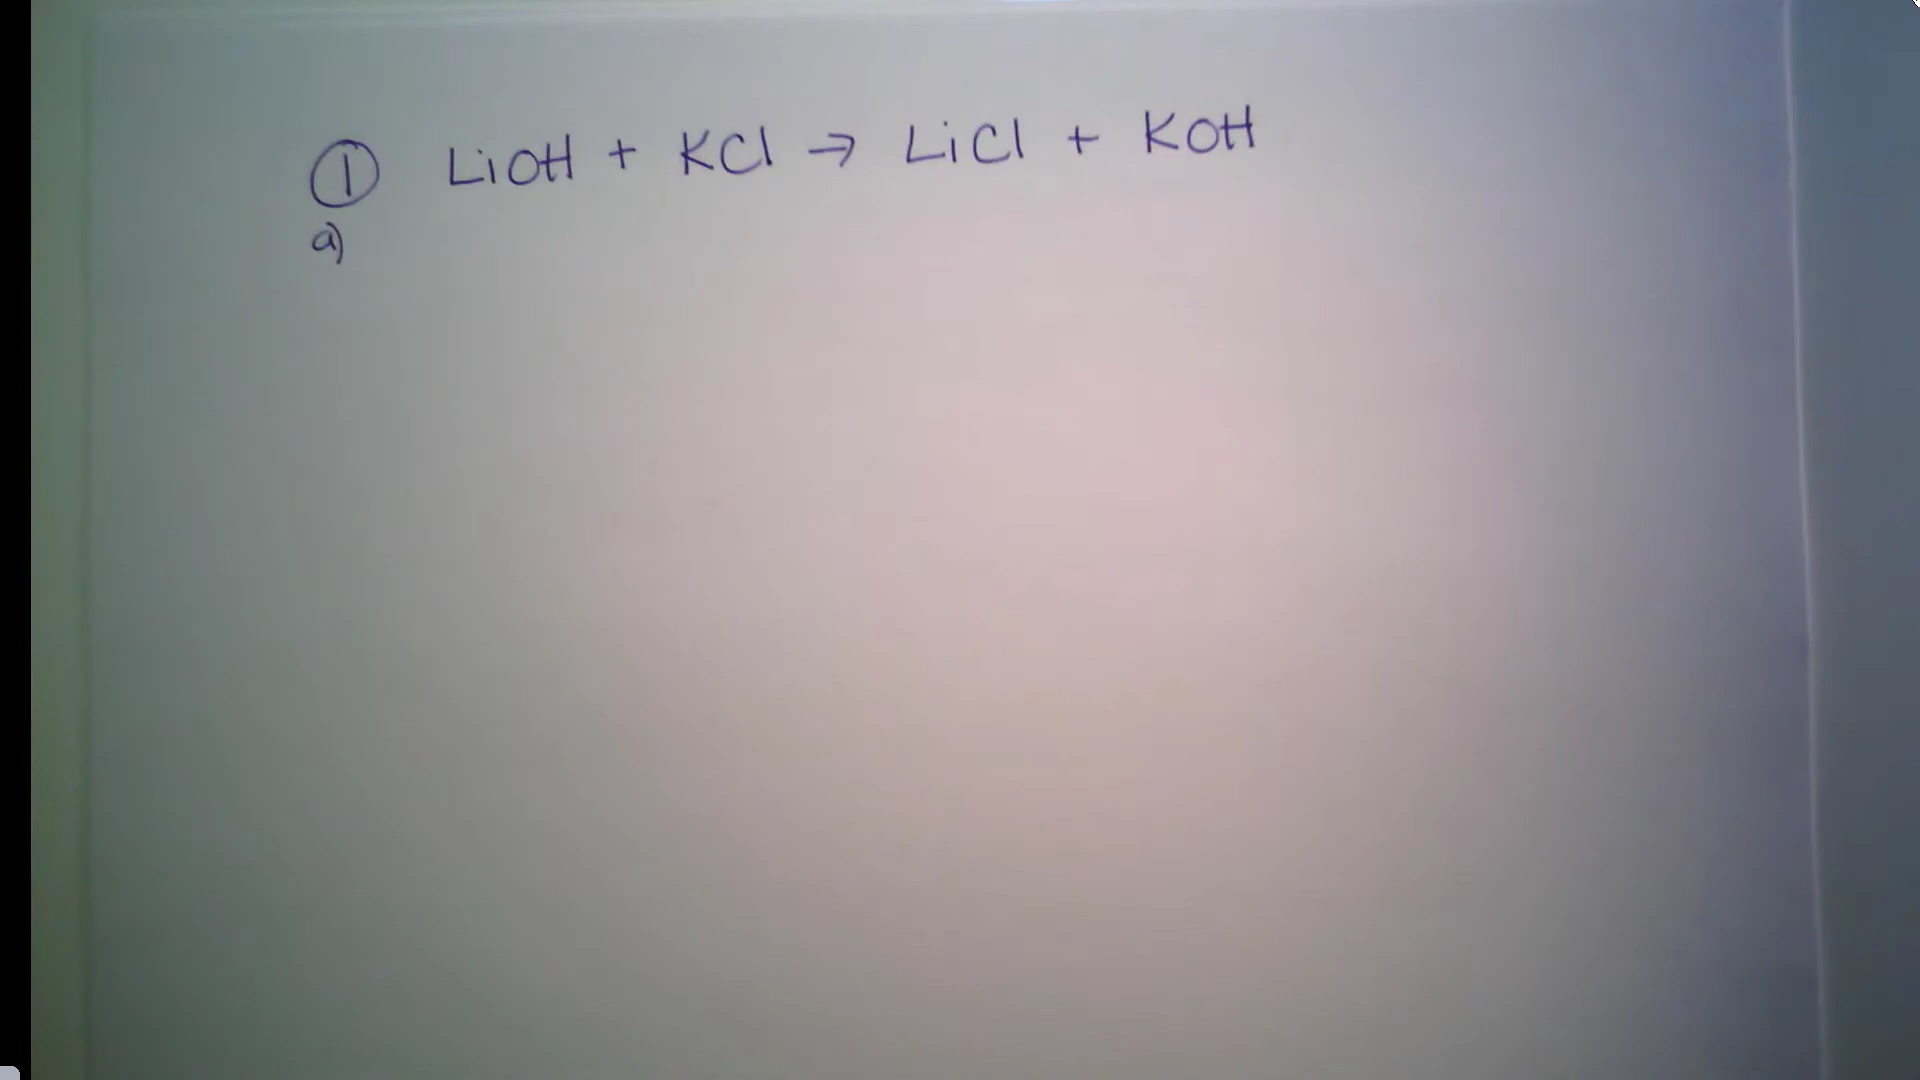 ① LiOH + KCl → LiCl + KOH
a)